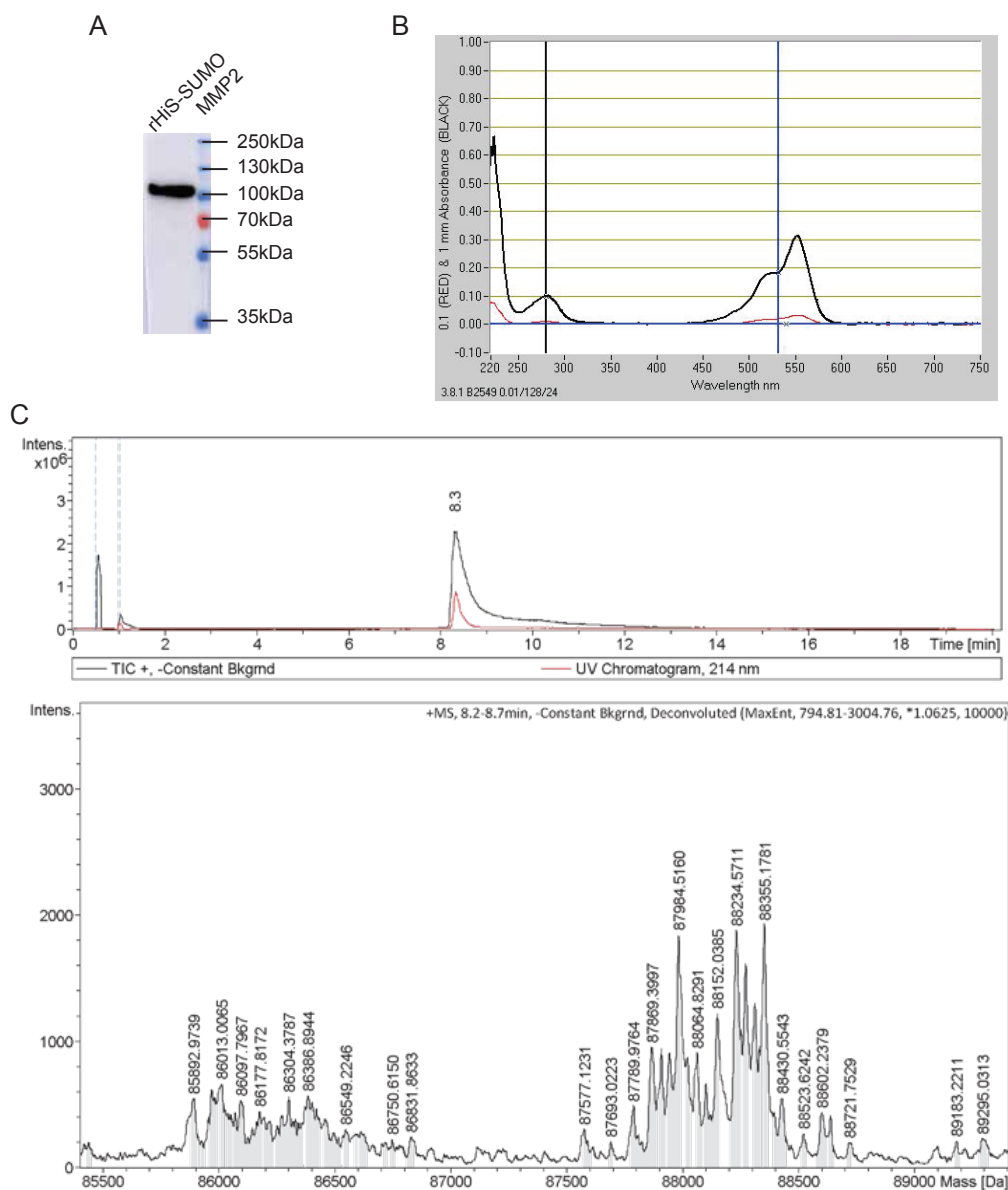 A
rHiS-SUMO
MMP2
250kDa
130kDa
100kDa
70kDa
55kDa
35kDa
B
0.1 (RED) & 1 mm Absorbance (BLACK)
1.00
0.90
0.80
0.70
0.60
0.50
0.40
0.30
0.20
0.10
0.00
-0.10
220 250 300 350 400 450 500 550 600 650 700 750
Wavelength nm
3.8.1 B2549 0.01/128/24
C
Intens.
x10^6
3
2
1
0
8.3
0 2 4 6 8 10 12 14 16 18 Time [min]
TIC +, -Constant Bkgrnd UV Chromatogram, 214 nm
Intens.
+MS, 8.2-8.7min, -Constant Bkgrnd, Deconvoluted (MaxEnt, 794.81-3004.76, *1.0625, 10000)
3000
2000
1000
0
85892.9739
86013.0065
86097.7967
86177.8172
86304.3787
86386.8944
86549.2246
86750.6150
86831.8633
87577.1231
87693.0223
87789.9764
87869.3997
87984.5160
88064.8291
88152.0385
88234.5711
88355.1781
88430.5543
88523.6242
88602.2379
88721.7529
89183.2211
89295.0313
85500 86000 86500 87000 87500 88000 88500 89000 Mass [Da]